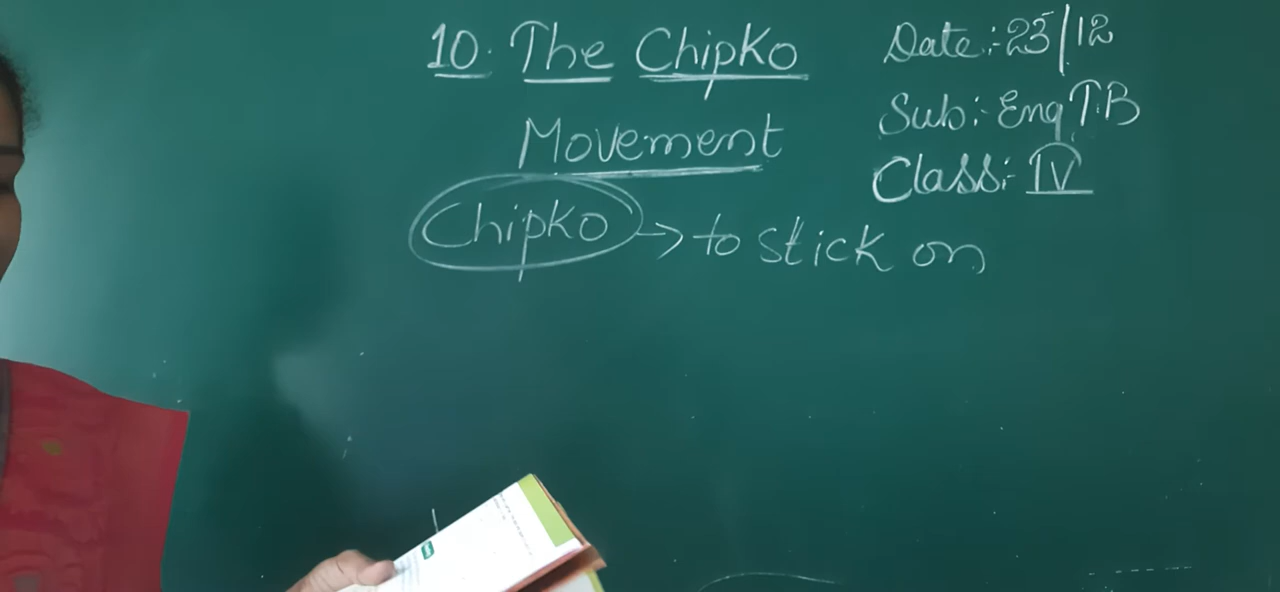 10. The Chipko
Movement
Date:- 23/12
Sub:- Eng T.B
Class:- IV
Chipko → to stick on